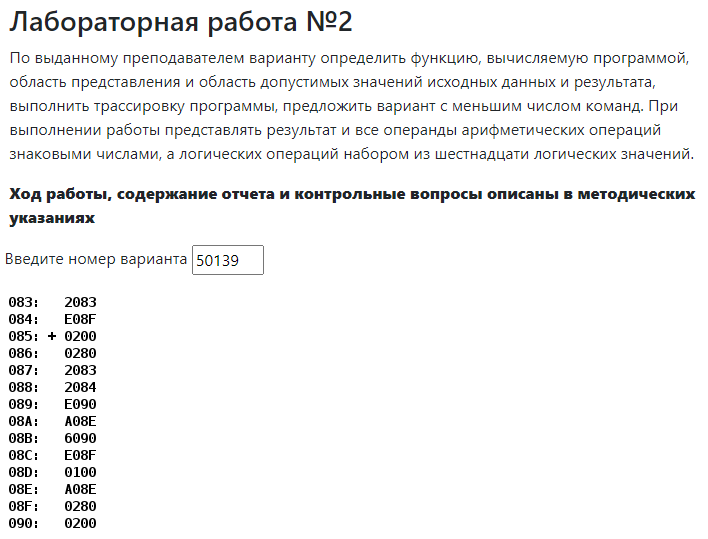 Лабораторная работа №2
По выданному преподавателем варианту определить функцию, вычисляемую программой,
область представления и область допустимых значений исходных данных и результата,
выполнить трассировку программы, предложить вариант с меньшим числом команд. При
выполнении работы представлять результат и все операнды арифметических операций
знаковыми числами, а логических операций набором из шестнадцати логических значений.
Ход работы, содержание отчета и контрольные вопросы описаны в методических
указаниях
Введите номер варианта 50139
083: 2083
084: E08F
085: + 0200
086: 0280
087: 2083
088: 2084
089: E090
08A: A08E
08B: 6090
08C: E08F
08D: 0100
08E: A08E
08F: 0280
090: 0200